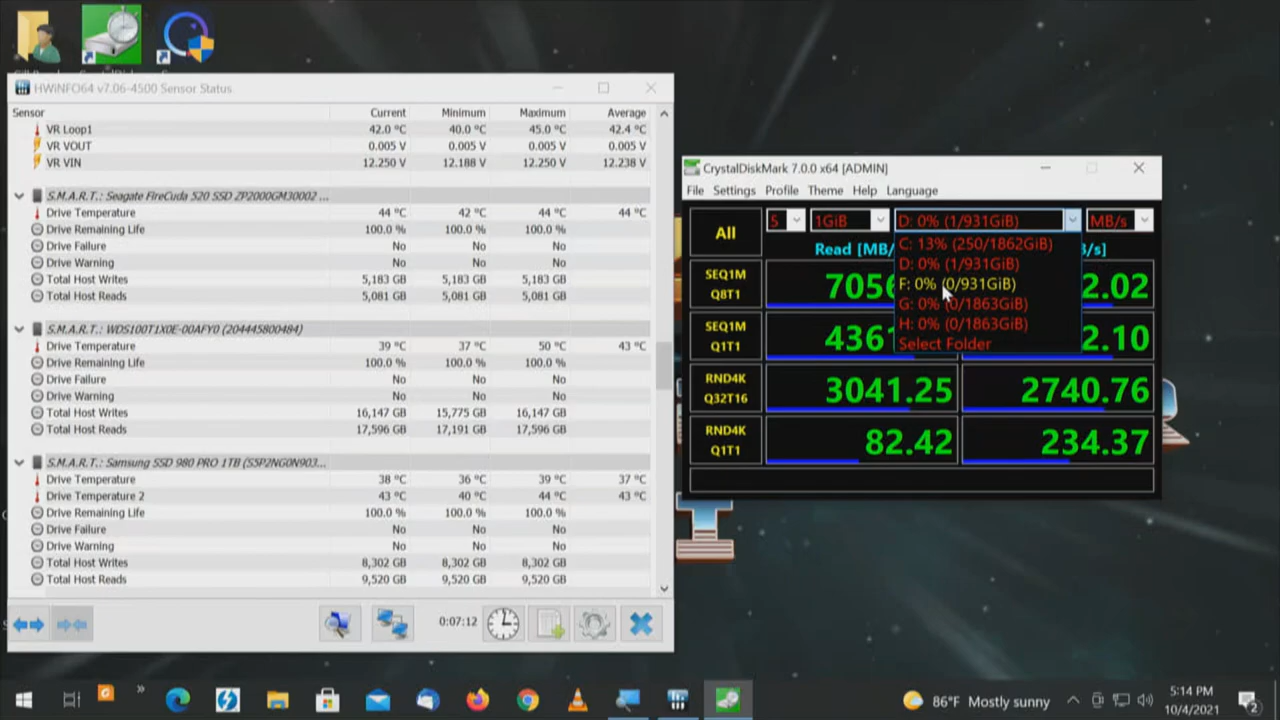 HWiNFO64 v7.06-4500 Sensor Status
Sensor Current Minimum Maximum Average
VR Loop1 42.0 °C 40.0 °C 45.0 °C 42.4 °C
VR VOUT 0.005 V 0.005 V 0.005 V 0.005 V
VR VIN 12.250 V 12.188 V 12.250 V 12.238 V
S.M.A.R.T.: Seagate FireCuda 520 SSD ZP2000GM30002 ...
Drive Temperature 44 °C 42 °C 44 °C 44 °C
Drive Remaining Life 100.0 % 100.0 % 100.0 %
Drive Failure No No No
Drive Warning No No No
Total Host Writes 5,183 GB 5,183 GB 5,183 GB
Total Host Reads 5,081 GB 5,081 GB 5,081 GB
S.M.A.R.T.: WDS100T1X0E-00AFY0 (204445800484)
Drive Temperature 39 °C 37 °C 50 °C 43 °C
Drive Remaining Life 100.0 % 100.0 % 100.0 %
Drive Failure No No No
Drive Warning No No No
Total Host Writes 16,147 GB 15,775 GB 16,147 GB
Total Host Reads 17,596 GB 17,191 GB 17,596 GB
S.M.A.R.T.: Samsung SSD 980 PRO 1TB (S5P2NG0N903...
Drive Temperature 38 °C 36 °C 39 °C 37 °C
Drive Temperature 2 43 °C 40 °C 44 °C 43 °C
Drive Remaining Life 100.0 % 100.0 % 100.0 %
Drive Failure No No No
Drive Warning No No No
Total Host Writes 8,302 GB 8,302 GB 8,302 GB
Total Host Reads 9,520 GB 9,520 GB 9,520 GB
0:07:12
CrystalDiskMark 7.0.0 x64 [ADMIN]
File Settings Profile Theme Help Language
All 5 1GiB D: 0% (1/931GiB) MB/s
Read [MB/ /s]
C: 13% (250/1862GiB)
D: 0% (1/931GiB)
F: 0% (0/931GiB)
G: 0% (0/1863GiB)
H: 0% (0/1863GiB)
Select Folder
SEQ1M
Q8T1
7056 2.02
SEQ1M
Q1T1
4361 2.10
RND4K
Q32T16
3041.25 2740.76
RND4K
Q1T1
82.42 234.37
86°F Mostly sunny
5:14 PM
10/4/2021
2